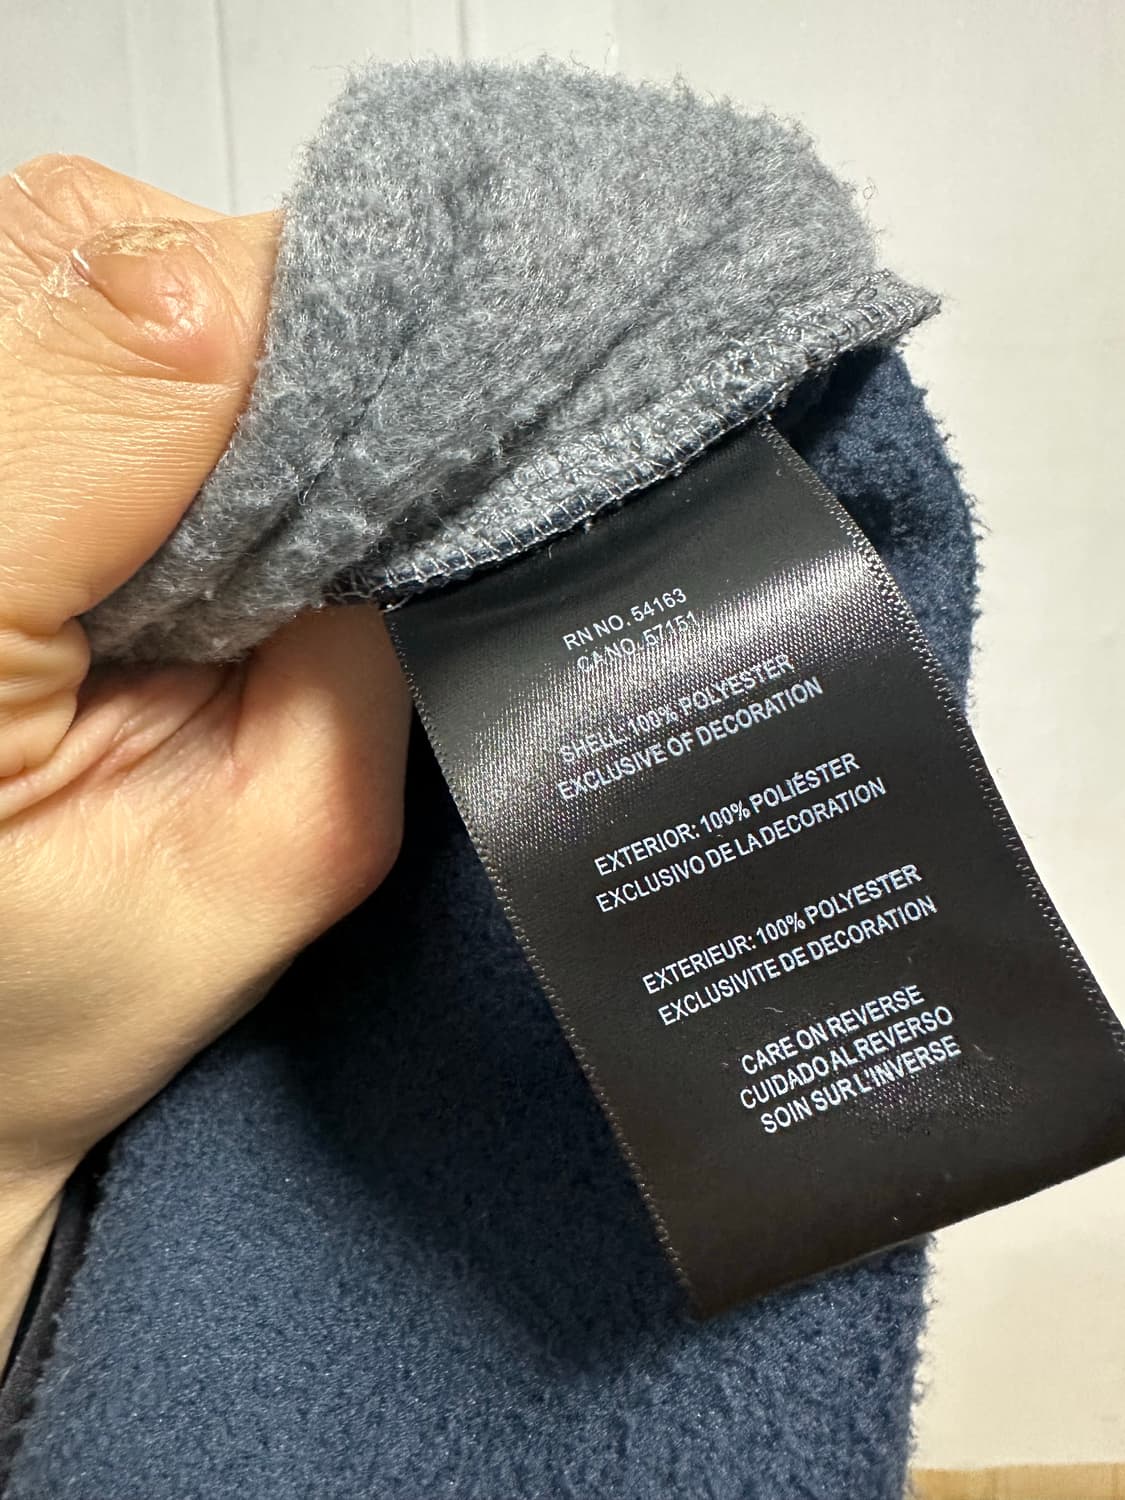 RN NO. 54163
CA NO. 57151
SHELL: 100% POLYESTER
EXCLUSIVE OF DECORATION
EXTERIOR: 100% POLIÉSTER
EXCLUSIVO DE LA DECORATION
EXTERIEUR: 100% POLYESTER
EXCLUSIVITE DE DECORATION
CARE ON REVERSE
CUIDADO AL REVERSO
SOIN SUR L'INVERSE